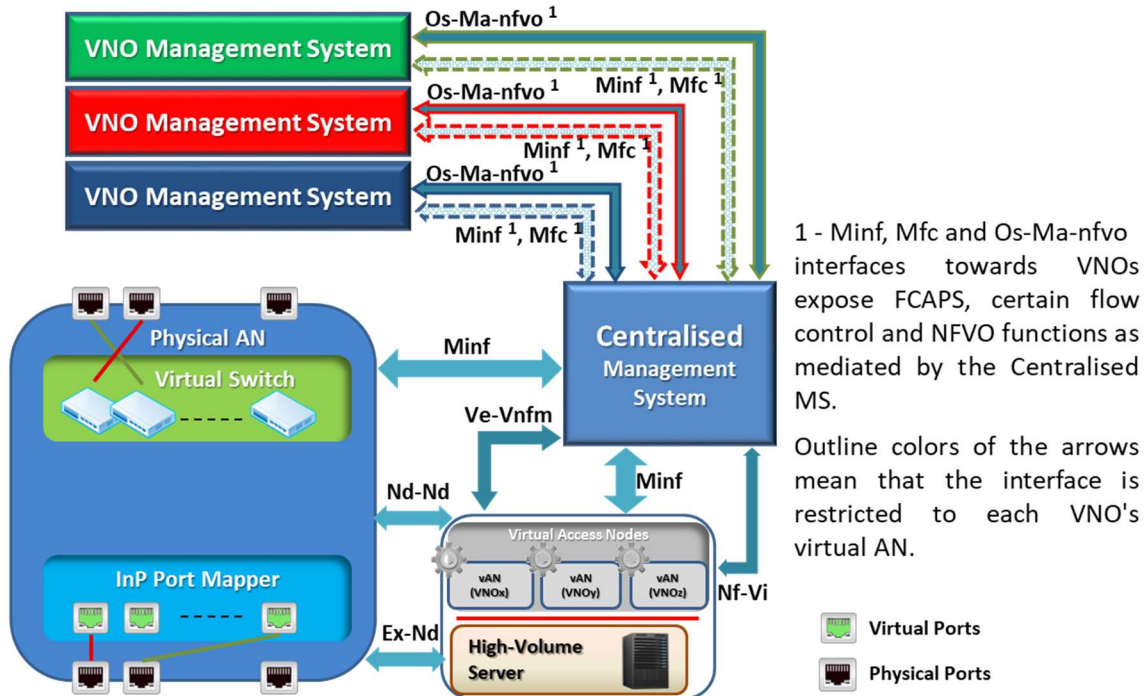 VNO Management System
Os-Ma-nfvo 1
Minf 1, Mfc 1
VNO Management System
Os-Ma-nfvo 1
Minf 1, Mfc 1
VNO Management System
Os-Ma-nfvo 1
Minf 1, Mfc 1
1 - Minf, Mfc and Os-Ma-nfvo
interfaces towards VNOs
expose FCAPS, certain flow
control and NFVO functions as
mediated by the Centralised
MS.
Outline colors of the arrows
mean that the interface is
restricted to each VNO's
virtual AN.
Physical AN
Virtual Switch
Minf
Centralised
Management
System
Ve-Vnfm
Minf
Nd-Nd
Virtual Access Nodes
vAN
(VNOx)
vAN
(VNOy)
vAN
(VNOz)
Nf-Vi
InP Port Mapper
Ex-Nd
High-Volume
Server
Virtual Ports
Physical Ports